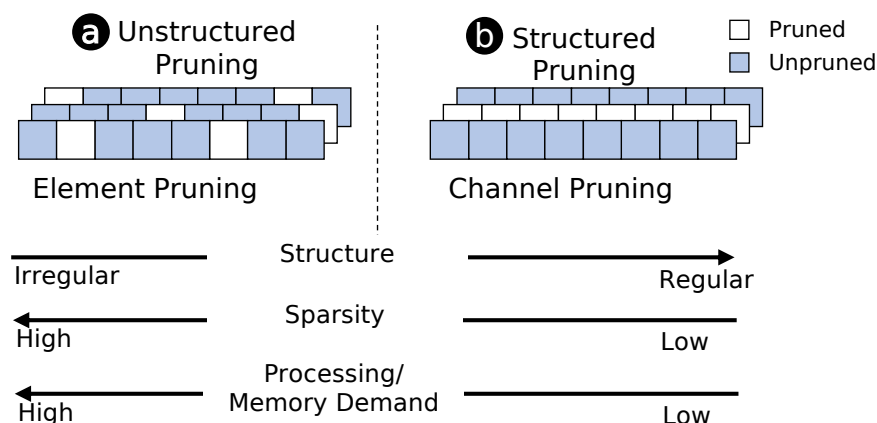 a Unstructured
Pruning
b Structured
Pruning
Pruned
Unpruned
Element Pruning
Channel Pruning
Structure
Irregular
Regular
Sparsity
High
Low
Processing/
Memory Demand
High
Low